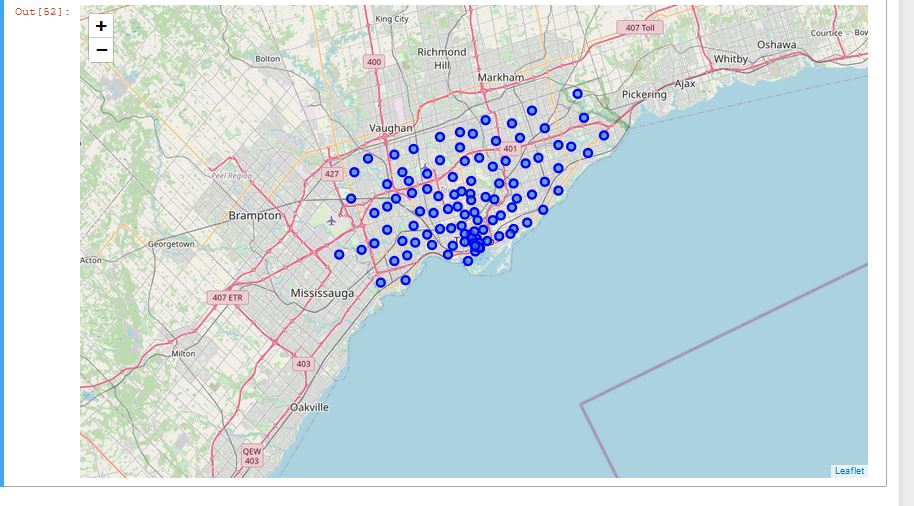 Out[52]:
+
−
King City
407 Toll
Courtice
Bow
Oshawa
Richmond
Hill
Bolton
400
Whitby
Markham
Ajax
Pickering
Vaughan
401
427
Peel Region
Brampton
Georgetown
Acton
Mississauga
407 ETR
Milton
403
Oakville
QEW
403
Leaflet